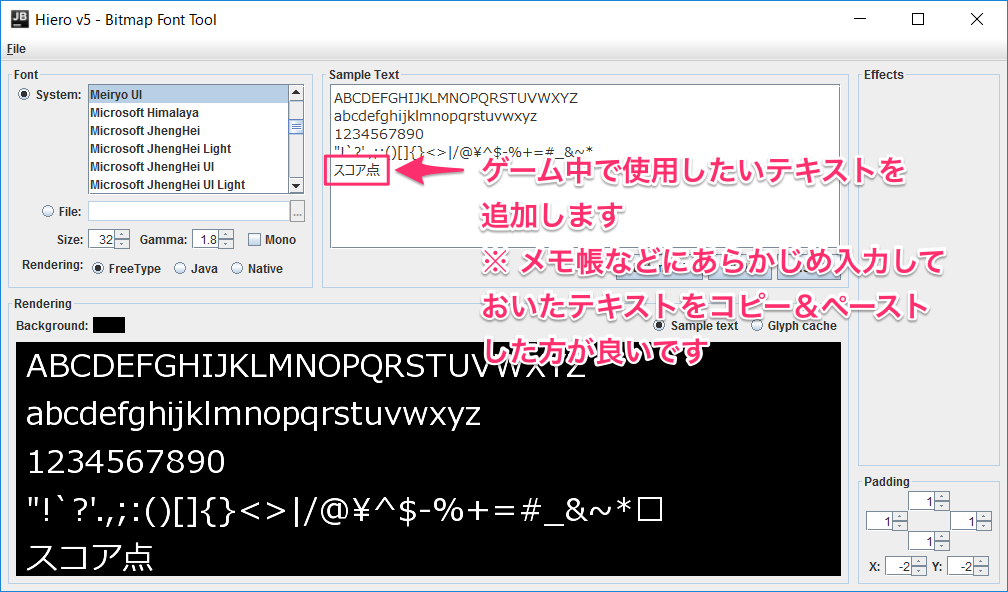 Hiero v5 - Bitmap Font Tool
File
Font
System:
Meiryo UI
Microsoft Himalaya
Microsoft JhengHei
Microsoft JhengHei Light
Microsoft JhengHei UI
Microsoft JhengHei UI Light
File:
...
Size: 32 Gamma: 1.8 Mono
Rendering: FreeType Java Native
Sample Text
ABCDEFGHIJKLMNOPQRSTUVWXYZ
abcdefghijklmnopqrstuvwxyz
1234567890
"!`?'.,;:()[]{}<>|/@¥^$-%+=#_&~*
スコア点
ゲーム中で使用したいテキストを
追加します
※ メモ帳などにあらかじめ入力して
おいたテキストをコピー＆ペースト
した方が良いです
Effects
Rendering
Background:
Sample text Glyph cache
ABCDEFGHIJKLMNOPQRSTUVWXYZ
abcdefghijklmnopqrstuvwxyz
1234567890
"!`?'.,;:()[]{}<>|/@¥^$-%+=#_&~*□
スコア点
Padding
1
1 1
1
X: -2 Y: -2